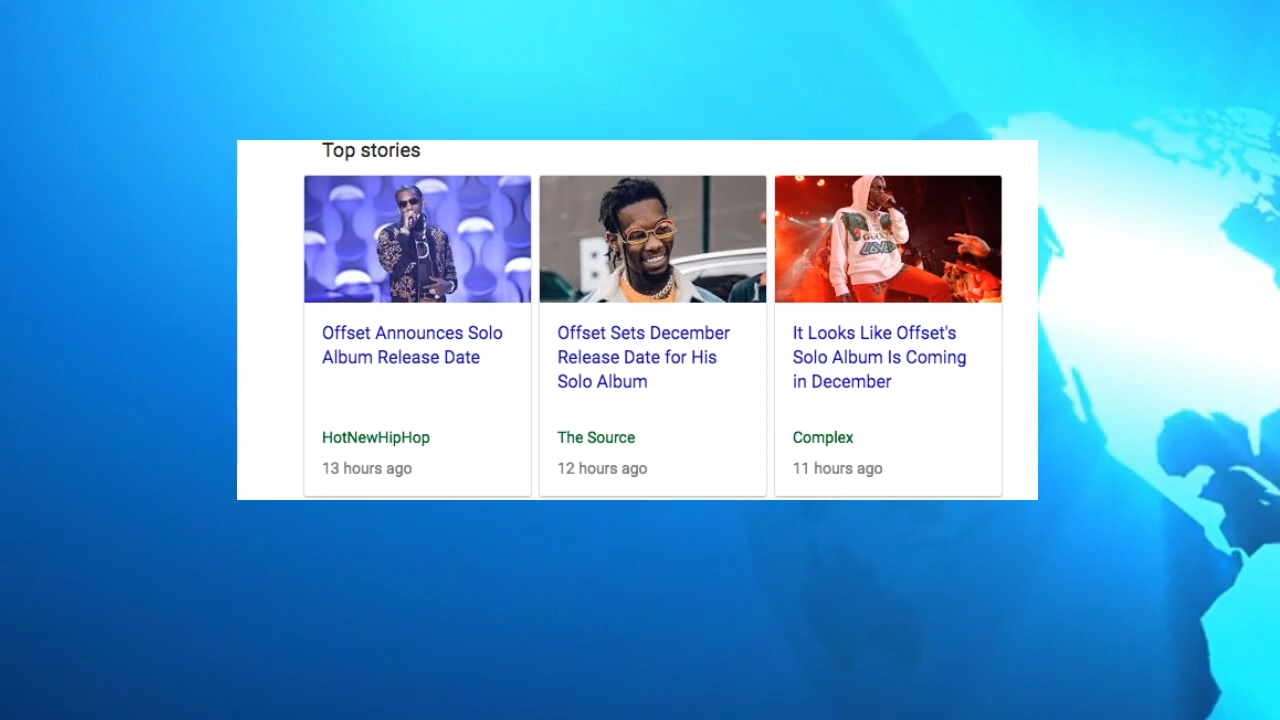 Top stories
Offset Announces Solo
Album Release Date
HotNewHipHop
13 hours ago
Offset Sets December
Release Date for His
Solo Album
The Source
12 hours ago
It Looks Like Offset's
Solo Album Is Coming
in December
Complex
11 hours ago